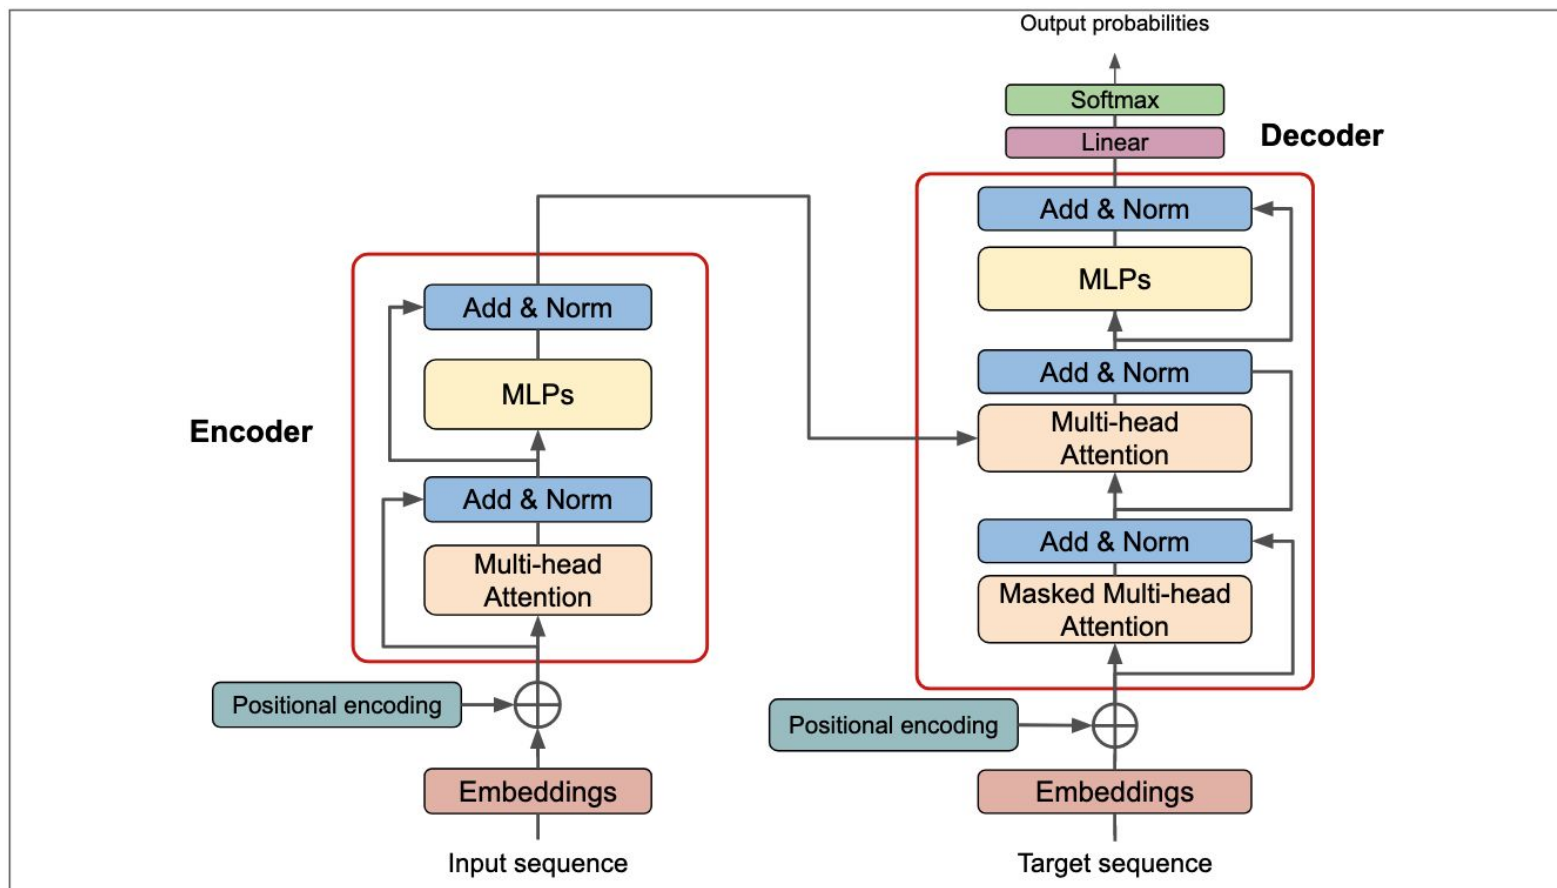 Output probabilities
Softmax
Linear
Decoder
Add & Norm
MLPs
Add & Norm
Multi-head
Attention
Add & Norm
Masked Multi-head
Attention
Positional encoding
Embeddings
Target sequence
Encoder
Add & Norm
MLPs
Add & Norm
Multi-head
Attention
Positional encoding
Embeddings
Input sequence